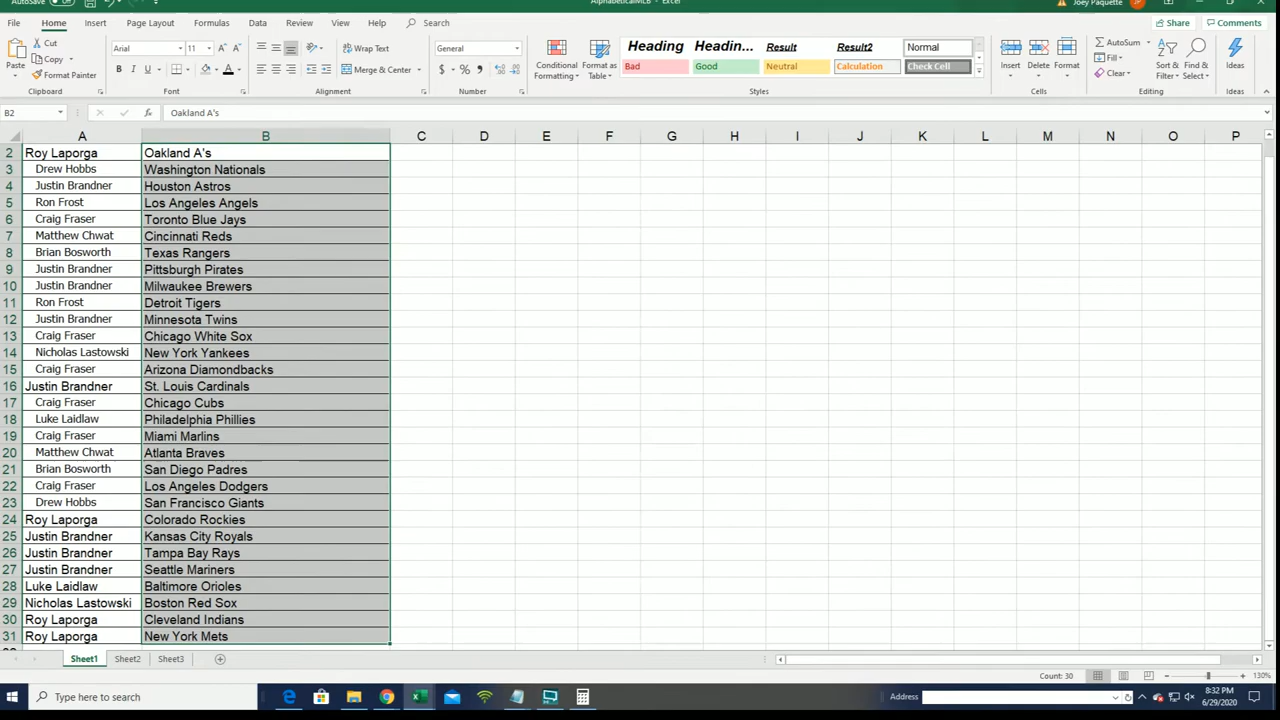 AutoSave Off AlphabeticalMLB - Excel Joey Paquette JP
File Home Insert Page Layout Formulas Data Review View Help Search Share Comments
Paste Cut Copy Format Painter Clipboard
Arial 11 A A B I U A Font
Wrap Text Merge & Center Alignment
General $ % , Number
Conditional Formatting Format as Table
Heading Headin... Result Result2 Normal
Bad Good Neutral Calculation Check Cell
Styles
Insert Delete Format Cells
AutoSum Fill Clear Sort & Filter Find & Select Editing
Ideas Ideas
B2 fx Oakland A's
A B C D E F G H I J K L M N O P
2 Roy Laporga Oakland A's
3 Drew Hobbs Washington Nationals
4 Justin Brandner Houston Astros
5 Ron Frost Los Angeles Angels
6 Craig Fraser Toronto Blue Jays
7 Matthew Chwat Cincinnati Reds
8 Brian Bosworth Texas Rangers
9 Justin Brandner Pittsburgh Pirates
10 Justin Brandner Milwaukee Brewers
11 Ron Frost Detroit Tigers
12 Justin Brandner Minnesota Twins
13 Craig Fraser Chicago White Sox
14 Nicholas Lastowski New York Yankees
15 Craig Fraser Arizona Diamondbacks
16 Justin Brandner St. Louis Cardinals
17 Craig Fraser Chicago Cubs
18 Luke Laidlaw Philadelphia Phillies
19 Craig Fraser Miami Marlins
20 Matthew Chwat Atlanta Braves
21 Brian Bosworth San Diego Padres
22 Craig Fraser Los Angeles Dodgers
23 Drew Hobbs San Francisco Giants
24 Roy Laporga Colorado Rockies
25 Justin Brandner Kansas City Royals
26 Justin Brandner Tampa Bay Rays
27 Justin Brandner Seattle Mariners
28 Luke Laidlaw Baltimore Orioles
29 Nicholas Lastowski Boston Red Sox
30 Roy Laporga Cleveland Indians
31 Roy Laporga New York Mets
Sheet1 Sheet2 Sheet3
Count: 30 130%
Type here to search Address 8:32 PM
6/29/2020